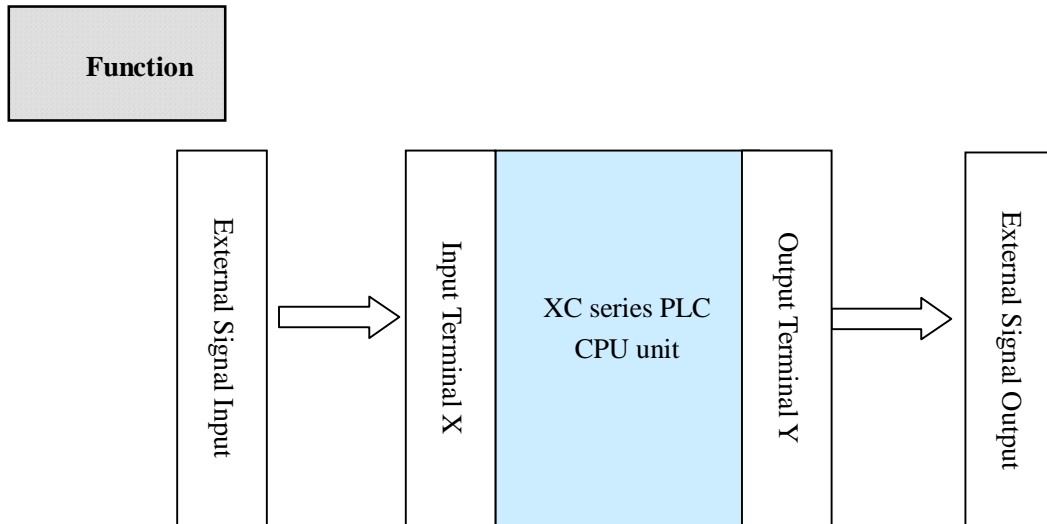 Function
External Signal Input
Input Terminal X
XC series PLC
CPU unit
Output Terminal Y
External Signal Output